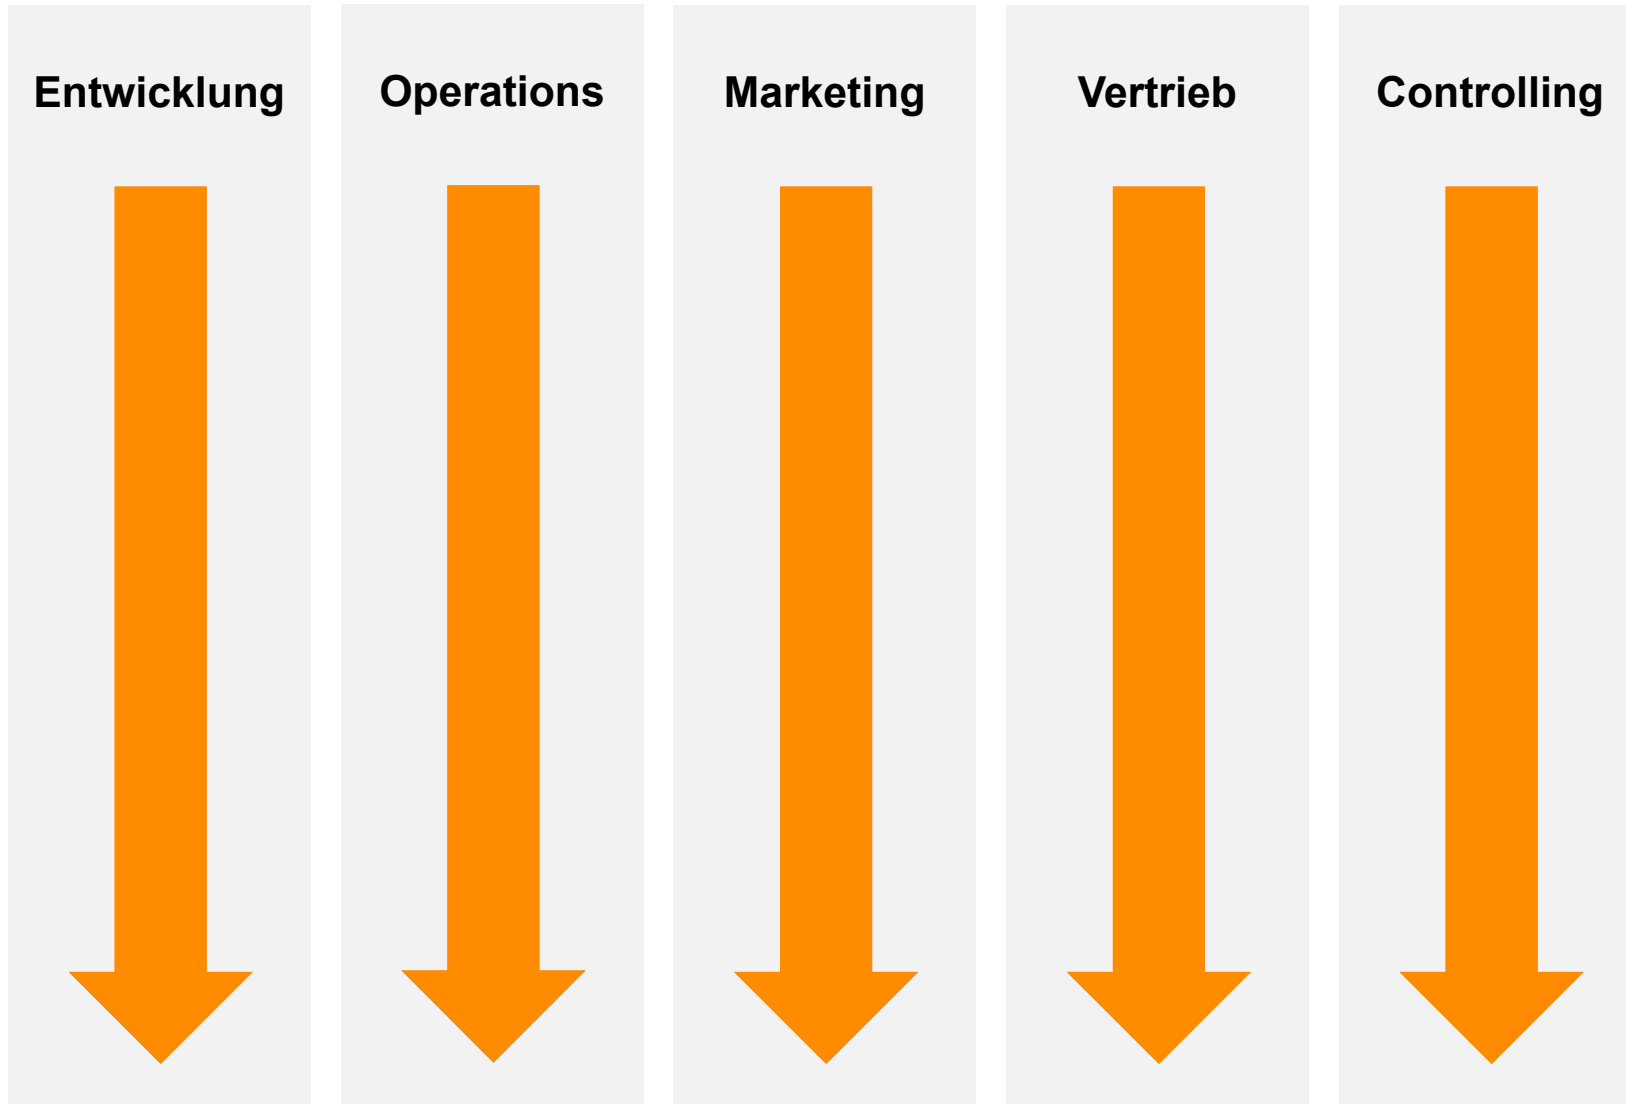 Entwicklung
Operations
Marketing
Vertrieb
Controlling